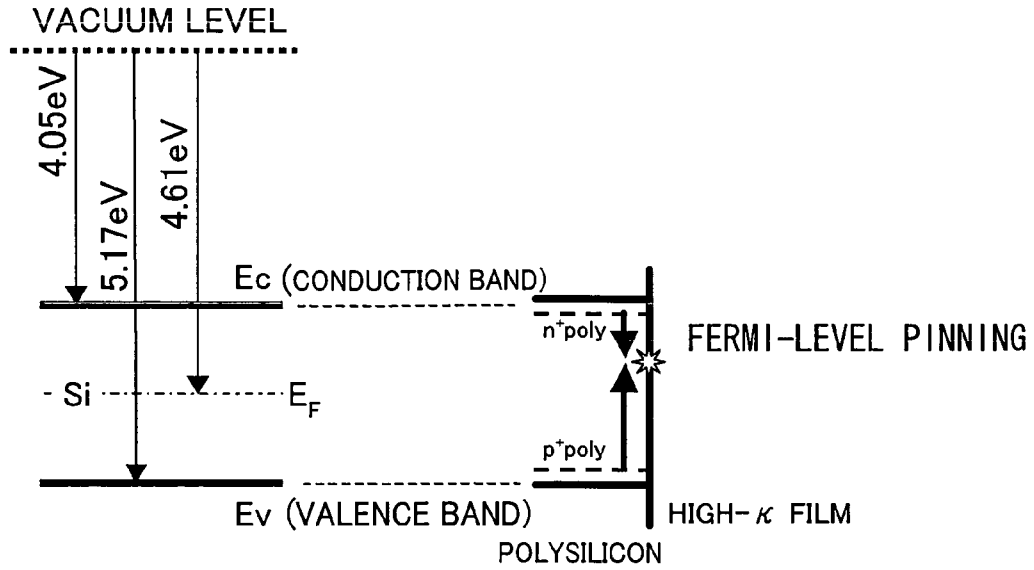 VACUUM LEVEL
4.05eV
5.17eV
4.61eV
Ec (CONDUCTION BAND)
n⁺poly
FERMI-LEVEL PINNING
Si
E_F
p⁺poly
Ev (VALENCE BAND)
HIGH-κ FILM
POLYSILICON